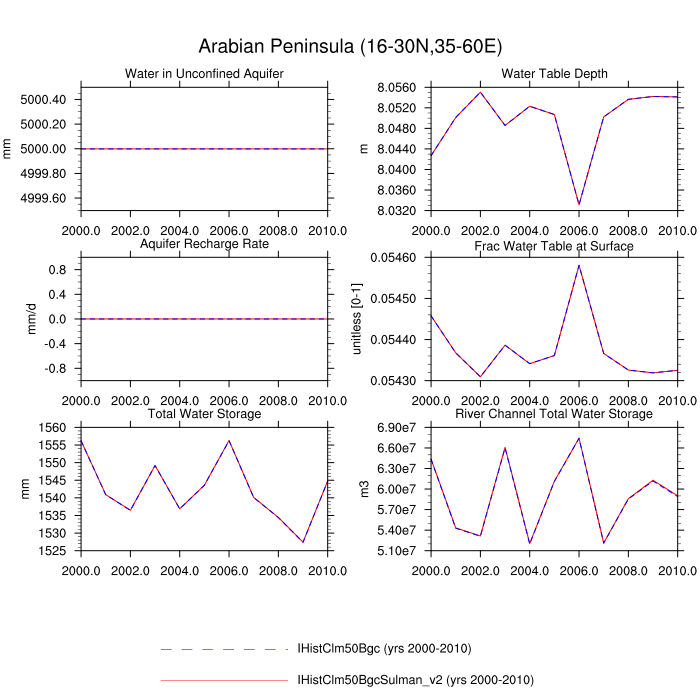 Arabian Peninsula (16-30N,35-60E)
Water in Unconfined Aquifer
mm
5000.40
5000.20
5000.00
4999.80
4999.60
2000.0 2002.0 2004.0 2006.0 2008.0 2010.0
Water Table Depth
m
8.0560
8.0520
8.0480
8.0440
8.0400
8.0360
8.0320
2000.0 2002.0 2004.0 2006.0 2008.0 2010.0
Aquifer Recharge Rate
mm/d
0.8
0.4
0.0
-0.4
-0.8
2000.0 2002.0 2004.0 2006.0 2008.0 2010.0
Frac Water Table at Surface
unitless [0-1]
0.05460
0.05450
0.05440
0.05430
2000.0 2002.0 2004.0 2006.0 2008.0 2010.0
Total Water Storage
mm
1560
1555
1550
1545
1540
1535
1530
1525
2000.0 2002.0 2004.0 2006.0 2008.0 2010.0
River Channel Total Water Storage
m3
6.90e7
6.60e7
6.30e7
6.00e7
5.70e7
5.40e7
5.10e7
2000.0 2002.0 2004.0 2006.0 2008.0 2010.0
IHistClm50Bgc (yrs 2000-2010)
IHistClm50BgcSulman_v2 (yrs 2000-2010)